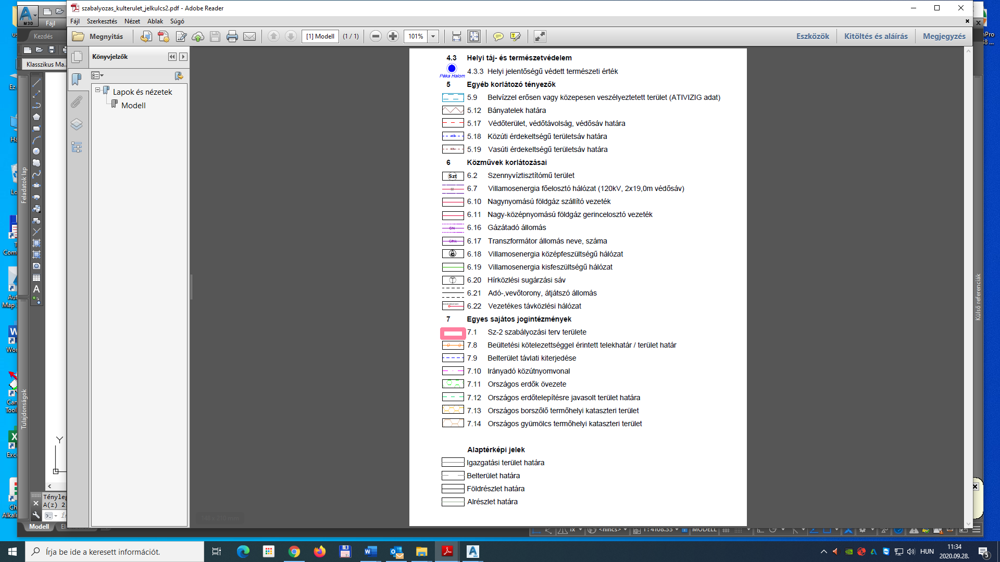 szabalyozas_kulterulet_jelkulcs2.pdf - Adobe Reader
Fájl Szerkesztés Nézet Ablak Súgó
Megnyitás
[1] Modell (1 / 1) 101%
Eszközök Kitöltés és aláírás Megjegyzés
M3D
Fájl
Kezdés
Klasszikus Ma...
Könyvjelzők
Lapok és nézetek
Modell
Feladatok lap
Tulajdonságok
Külső referenciák
4.3 Helyi táj- és természetvédelem
Péka Halom
4.3.3 Helyi jelentőségű védett természeti érték
5 Egyéb korlátozó tényezők
5.9 Belvízzel erősen vagy közepesen veszélyeztetett terület (ATIVIZIG adat)
5.12 Bányatelek határa
5.17 Védőterület, védőtávolság, védősáv határa
5.18 Közúti érdekeltségű területsáv határa
5.19 Vasúti érdekeltségű területsáv határa
6 Közművek korlátozásai
Szt 6.2 Szennyvíztisztítómű terület
6.7 Villamosenergia főelosztó hálózat (120kV, 2x19,0m védősáv)
6.10 Nagynyomású földgáz szállító vezeték
6.11 Nagy-középnyomású földgáz gerincelosztó vezeték
6.16 Gázátadó állomás
6.17 Transzformátor állomás neve, száma
6.18 Villamosenergia középfeszültségű hálózat
6.19 Villamosenergia kisfeszültségű hálózat
6.20 Hírközlési sugárzási sáv
6.21 Adó-,vevőtorony, átjátszó állomás
6.22 Vezetékes távközlési hálózat
7 Egyes sajátos jogintézmények
7.1 Sz-2 szabályozási terv területe
7.8 Beültetési kötelezettséggel érintett telekhatár / terület határ
7.9 Belterület távlati kiterjedése
7.10 Irányadó közútnyomvonal
7.11 Országos erdők övezete
7.12 Országos erdőtelepítésre javasolt terület határa
7.13 Országos borszőlő termőhelyi kataszteri terület
7.14 Országos gyümölcs termőhelyi kataszteri terület
Alaptérképi jelek
Igazgatási terület határa
Belterület határa
Földrészlet határa
Alrészlet határa
148 x 210 mm
Y
Tényleg
A(z) 2
Modell El
1x <nincs> 1 : 4108.33 MODELL
Írja be ide a keresett információt.
HUN
11:34
2020.09.28.
5